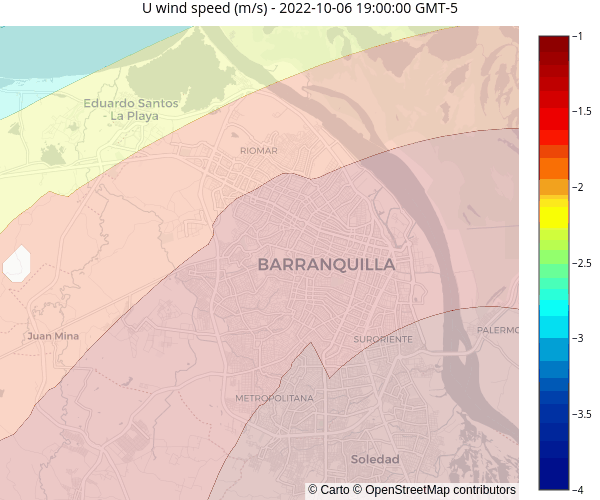 U wind speed (m/s) - 2022-10-06 19:00:00 GMT-5
Eduardo Santos
- La Playa
RIOMAR
BARRANQUILLA
Juan Mina
SURORIENTE
PALERMO
METROPOLITANA
Soledad
© Carto © OpenStreetMap contributors
−1
−1.5
−2
−2.5
−3
−3.5
−4